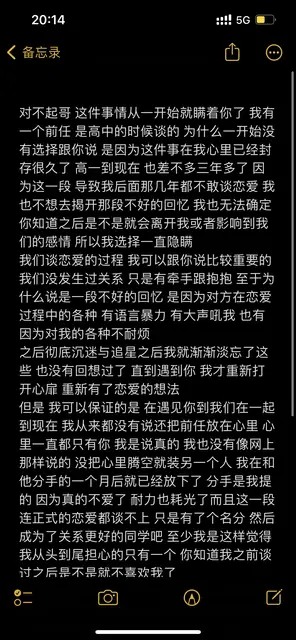 20:14
5G
备忘录
对不起哥 这件事情从一开始就瞒着你了 我有
一个前任 是高中的时候谈的 为什么一开始没
有选择跟你说 是因为这件事在我心里已经封
存很久了 高一到现在 也差不多三年多了 因
为这一段 导致我后面那几年都不敢谈恋爱 我
也不想去揭开那段不好的回忆 我也无法确定
你知道之后是不是就会离开我或者影响到我
们的感情 所以我选择一直隐瞒
我们谈恋爱的过程 我可以跟你说比较重要的
我们没发生过关系 只是有牵手跟抱抱 至于为
什么说是一段不好的回忆 是因为对方在恋爱
过程中的各种 有语言暴力 有大声吼我 也有
因为对我的各种不耐烦
之后彻底沉迷与追星之后我就渐渐淡忘了这
些 也没有回想过了 直到遇到你 我才重新打
开心扉 重新有了恋爱的想法
但是 我可以保证的是 在遇见你到我们在一起
到现在 我从来都没有说还把前任放在心里 心
里一直都只有你 我是说真的 我也没有像网上
那样说的 没把心里腾空就装另一个人 我在和
他分手的一个月后就已经放下了 分手是我提
的 因为真的不爱了 耐力也耗光了而且这一段
连正式的恋爱都谈不上 只是有了个名分 然后
成为了关系更好的同学吧 至少我是这样觉得
我从头到尾担心的只有一个 你知道我之前谈
过之后是不是就不喜欢我了